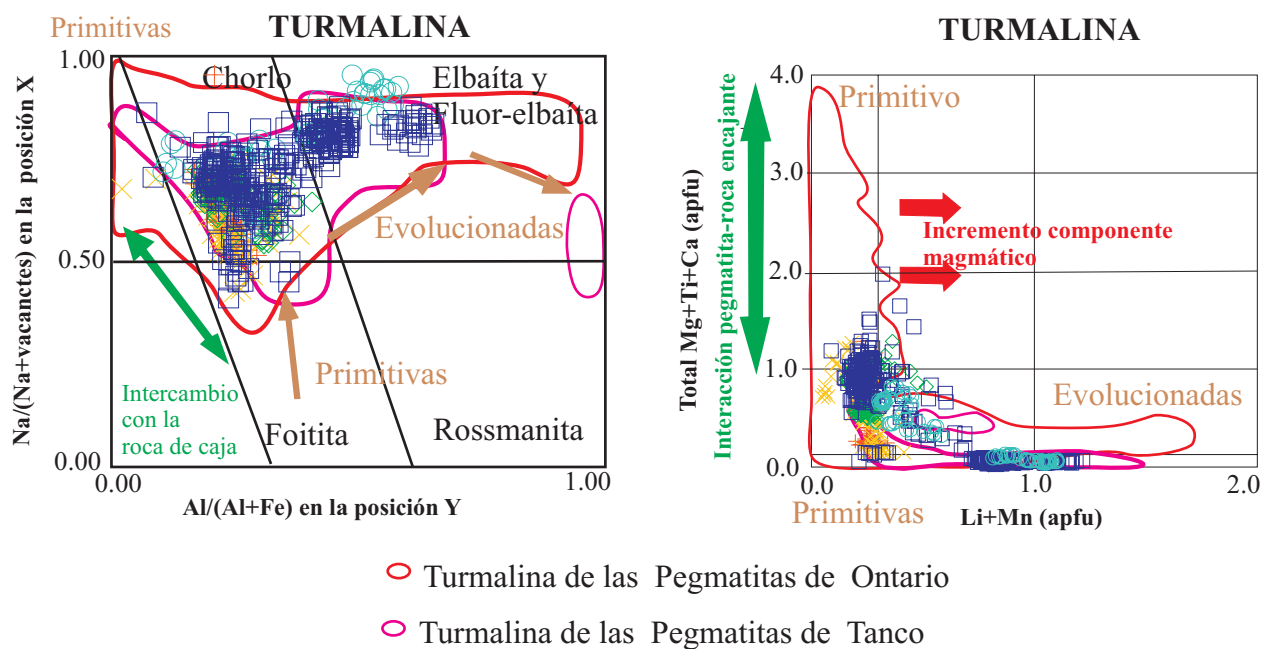 TURMALINA
Primitivas
1.00
Chorlo
Elbaíta y
Fluor-elbaíta
Na/(Na+vacanctes) en la posición X
0.50
Evolucionadas
Primitivas
Intercambio
con la
roca de caja
Foitita
Rossmanita
0.00
0.00
1.00
Al/(Al+Fe) en la posición Y
TURMALINA
4.0
Primitivo
3.0
Incremento componente
magmático
2.0
Interacción pegmatita-roca encajante
Total Mg+Ti+Ca (apfu)
1.0
Evolucionadas
0.0
0.0
1.0
2.0
Primitivas
Li+Mn (apfu)
Turmalina de las Pegmatitas de Ontario
Turmalina de las Pegmatitas de Tanco